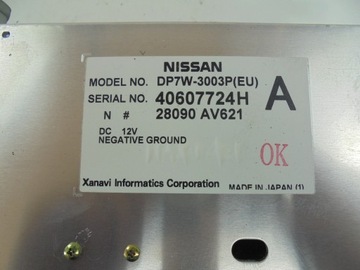 NISSAN
MODEL NO. DP7W-3003P(EU)
SERIAL NO. 40607724H A
N # 28090 AV621
DC 12V
NEGATIVE GROUND
OK
Xanavi Informatics Corporation MADE IN JAPAN (1)